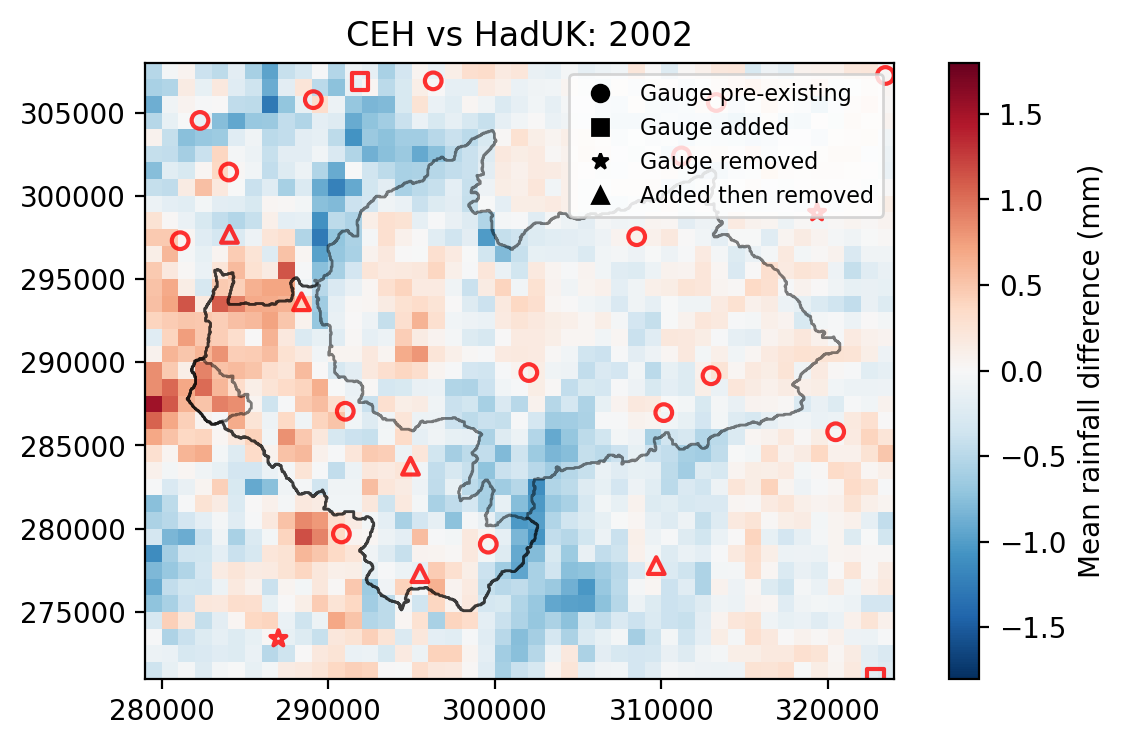 CEH vs HadUK: 2002
Gauge pre-existing
Gauge added
Gauge removed
Added then removed
305000
300000
295000
290000
285000
280000
275000
280000 290000 300000 310000 320000
1.5
1.0
0.5
0.0
−0.5
−1.0
−1.5
Mean rainfall difference (mm)